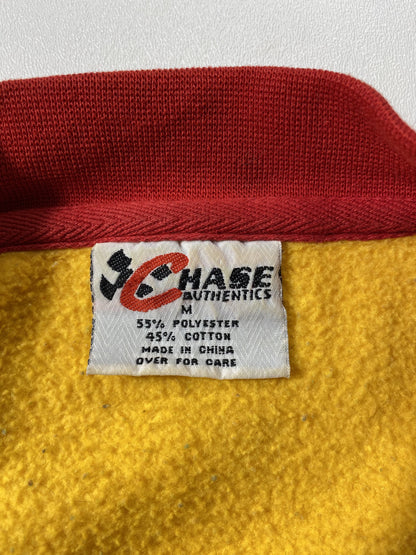 CHASE
AUTHENTICS
M
55% POLYESTER
45% COTTON
MADE IN CHINA
OVER FOR CARE